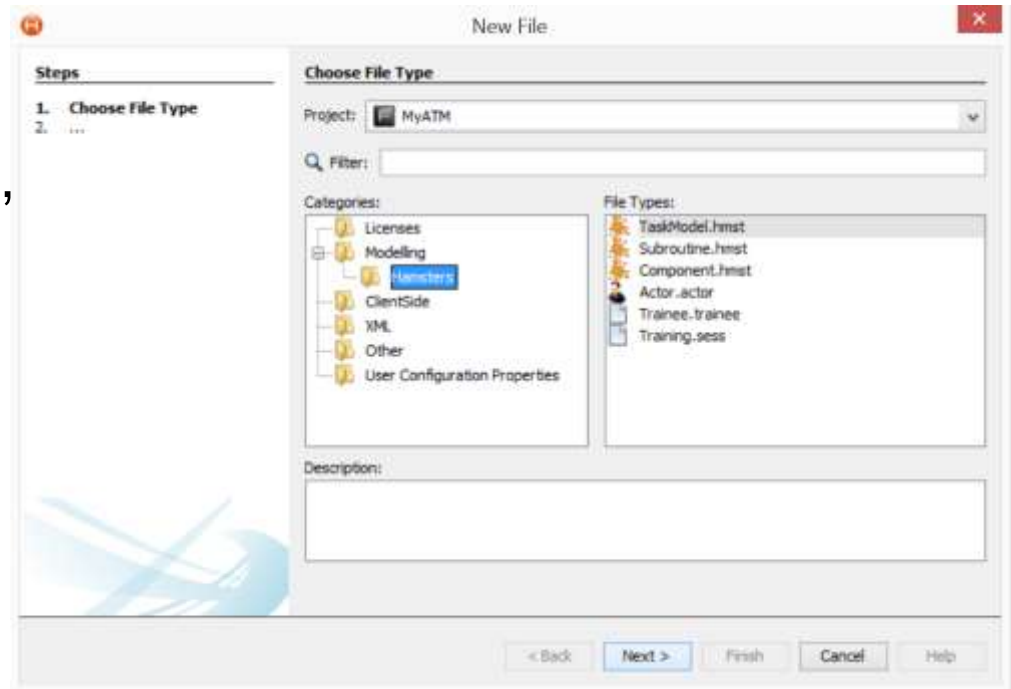 New File
Steps
1. Choose File Type
2. ...
Choose File Type
Project: MyATM
Filter:
Categories:
Licenses
Modelling
Hamsters
ClientSide
XML
Other
User Configuration Properties
File Types:
TaskModel.hmst
Subroutine.hmst
Component.hmst
Actor.actor
Trainee.trainee
Training.sess
Description:
< Back
Next >
Finish
Cancel
Help
,